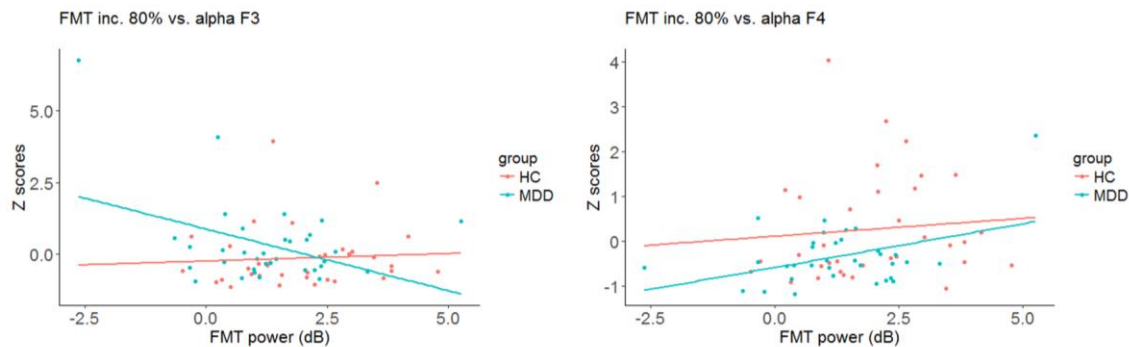 FMT inc. 80% vs. alpha F3
5.0
2.5
0.0
Z scores
-2.5
0.0
2.5
5.0
FMT power (dB)
group
HC
MDD
FMT inc. 80% vs. alpha F4
4
3
2
1
0
-1
Z scores
-2.5
0.0
2.5
5.0
FMT power (dB)
group
HC
MDD